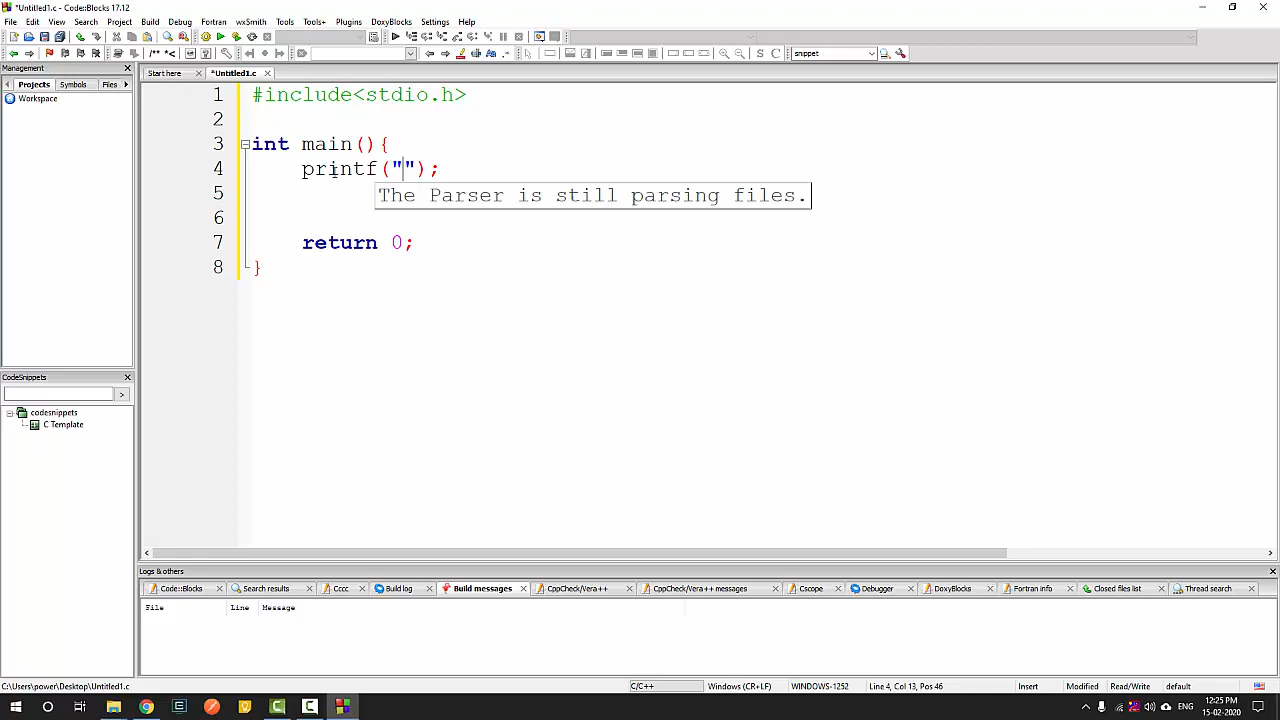 *Untitled1.c - Code::Blocks 17.12
File Edit View Search Project Build Debug Fortran wxSmith Tools Tools+ Plugins DoxyBlocks Settings Help
/** *<
S C snippet
Management
Projects Symbols Files
Workspace
Start here *Untitled1.c
1 #include<stdio.h>
2
3 int main(){
4 printf("");
The Parser is still parsing files.
5
6
7 return 0;
8 }
CodeSnippets
>
codesnippets
C Template
Logs & others
Code::Blocks Search results Cccc Build log Build messages CppCheck/Vera++ CppCheck/Vera++ messages Cscope Debugger DoxyBlocks Fortran info Closed files list Thread search
File Line Message
C:\Users\power\Desktop\Untitled1.c C/C++ Windows (CR+LF) WINDOWS-1252 Line 4, Col 13, Pos 46 Insert Modified Read/Write default
ENG 12:25 PM
15-02-2020